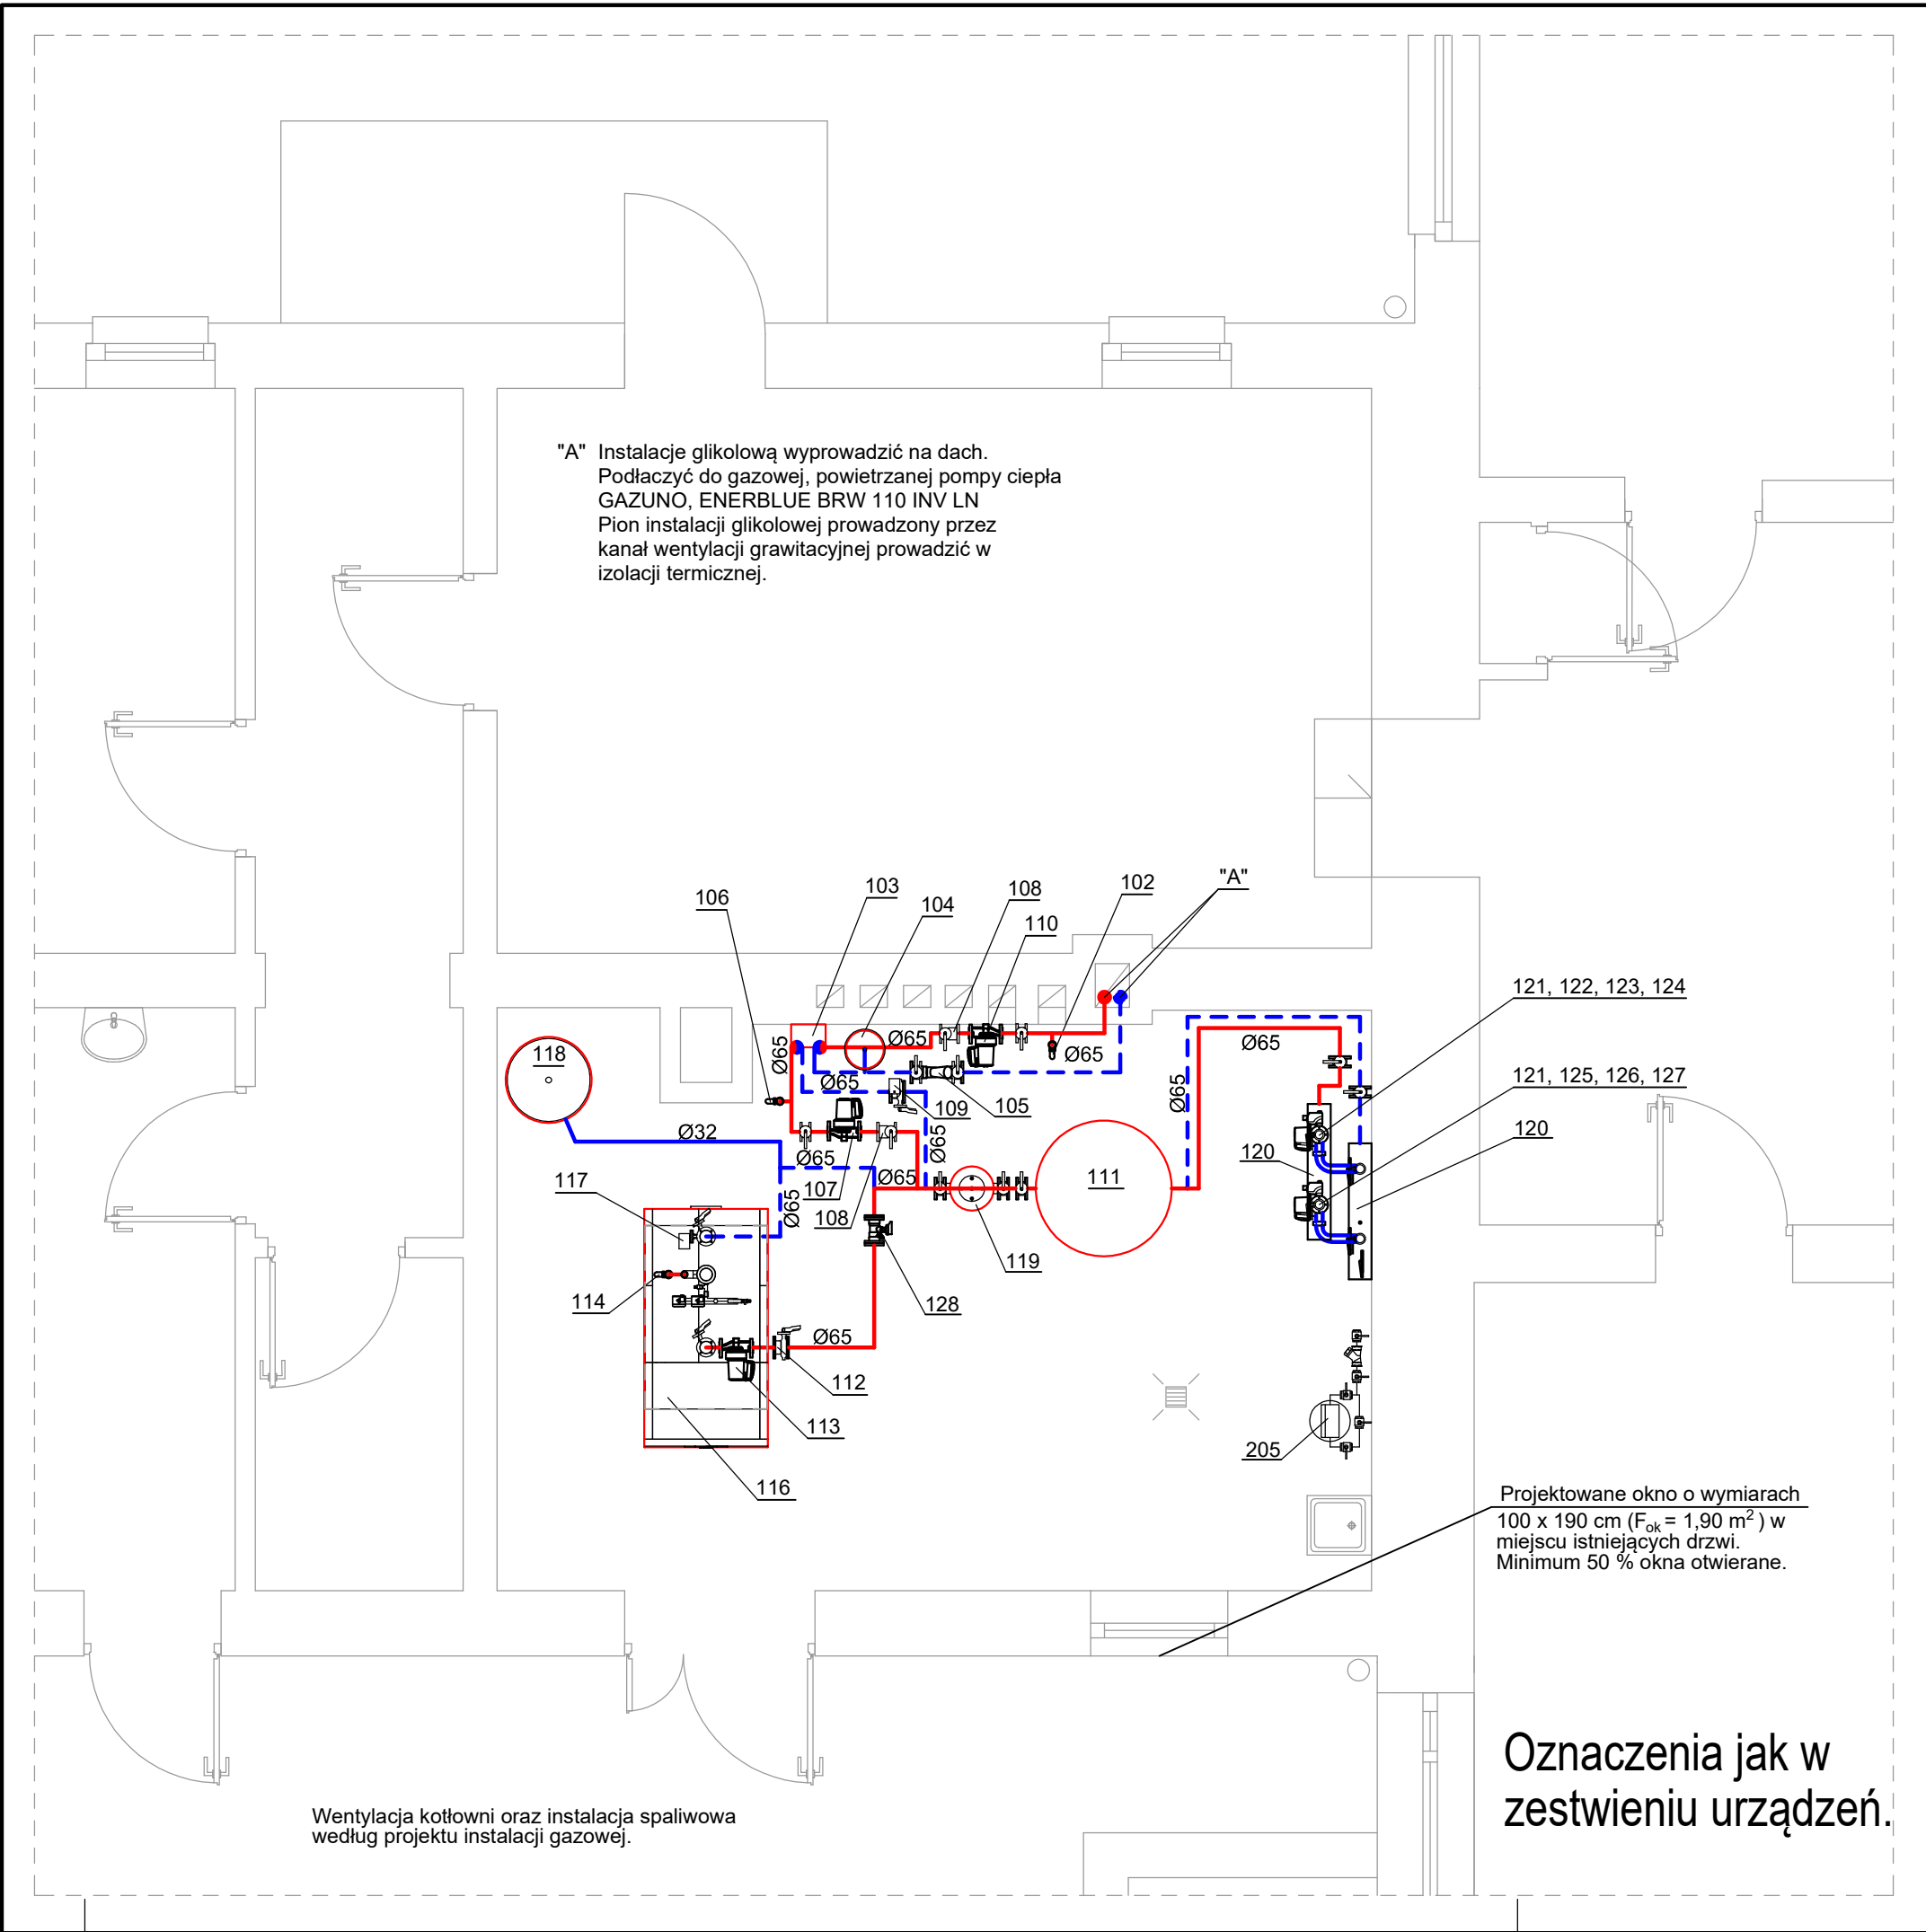 "A" Instalacje glikolową wyprowadzić na dach.
Podłaczyć do gazowej, powietrzanej pompy ciepła
GAZUNO, ENERBLUE BRW 110 INV LN
Pion instalacji glikolowej prowadzony przez
kanał wentylacji grawitacyjnej prowadzić w
izolacji termicznej.
106
103
104
108
110
102
"A"
121, 122, 123, 124
118
Ø65
Ø65
Ø65
Ø65
Ø65
Ø65
109
105
121, 125, 126, 127
Ø32
Ø65
Ø65
Ø65
120
120
117
Ø65
107
108
111
119
114
128
Ø65
112
113
116
205
Projektowane okno o wymiarach
100 x 190 cm (Fok = 1,90 m²) w
miejscu istniejących drzwi.
Minimum 50 % okna otwierane.
Oznaczenia jak w
zestwieniu urządzeń.
Wentylacja kotłowni oraz instalacja spaliwowa
według projektu instalacji gazowej.